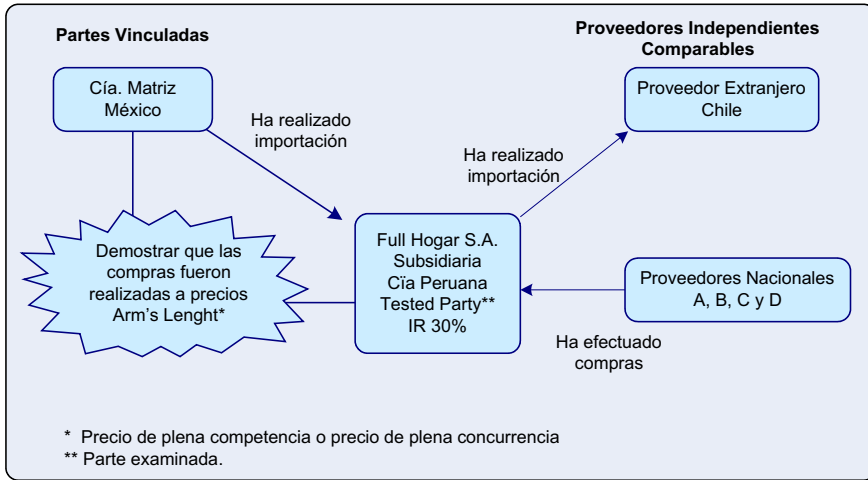 Partes Vinculadas
Proveedores Independientes
Comparables
Cía. Matriz
México
Proveedor Extranjero
Chile
Ha realizado
importación
Ha realizado
importación
Demostrar que las
compras fueron
realizadas a precios
Arm's Lenght*
Full Hogar S.A.
Subsidiaria
Cïa Peruana
Tested Party**
IR 30%
Proveedores Nacionales
A, B, C y D
Ha efectuado
compras
* Precio de plena competencia o precio de plena concurrencia
** Parte examinada.